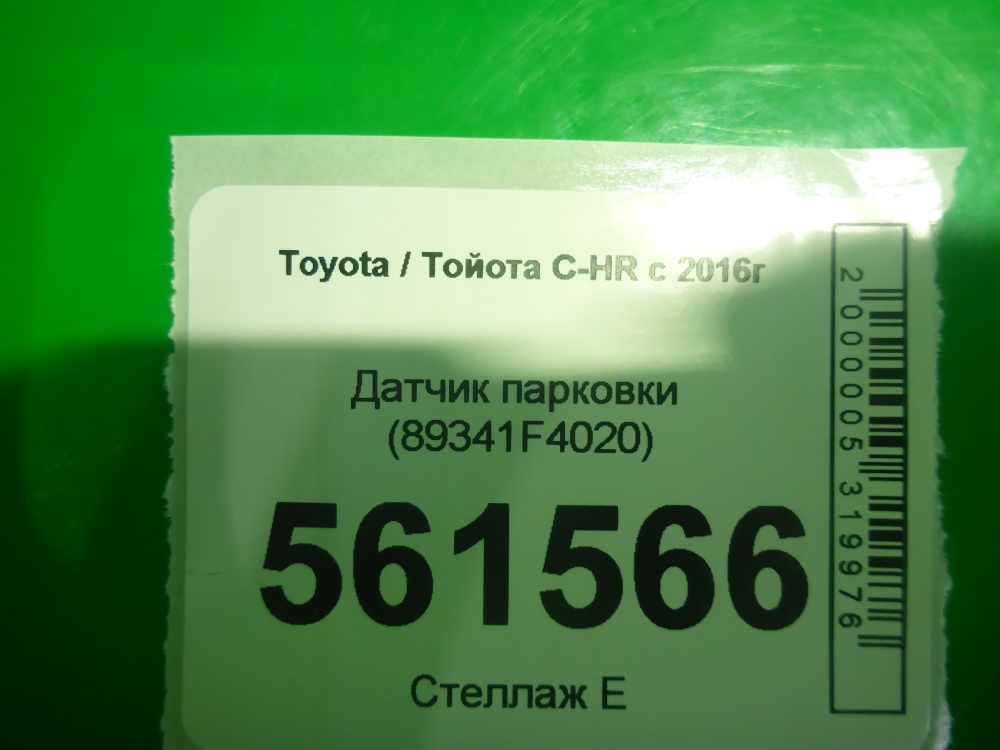 Toyota / Тойота C-HR с 2016г
Датчик парковки
(89341F4020)
561566
Стеллаж E
2000005319976